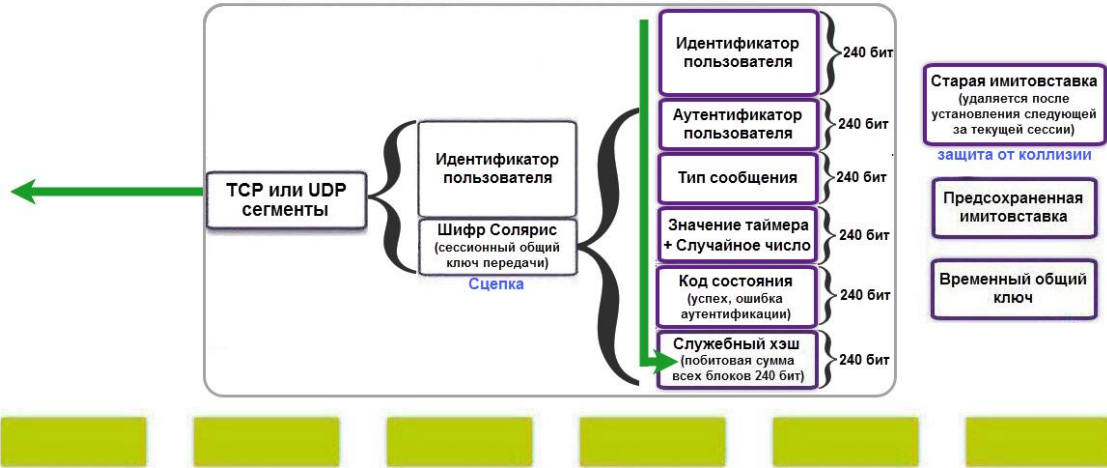 TCP или UDP
сегменты
Идентификатор
пользователя
Шифр Солярис
(сессионный общий
ключ передачи)
Сцепка
Идентификатор
пользователя
240 бит
Аутентификатор
пользователя
240 бит
Тип сообщения
240 бит
Значение таймера
+ Случайное число
240 бит
Код состояния
(успех, ошибка
аутентификации)
240 бит
Служебный хэш
(побитовая сумма
всех блоков 240 бит)
240 бит
Старая имитовставка
(удаляется после
установления следующей
за текущей сессии)
защита от коллизии
Предсохраненная
имитовставка
Временный общий
ключ